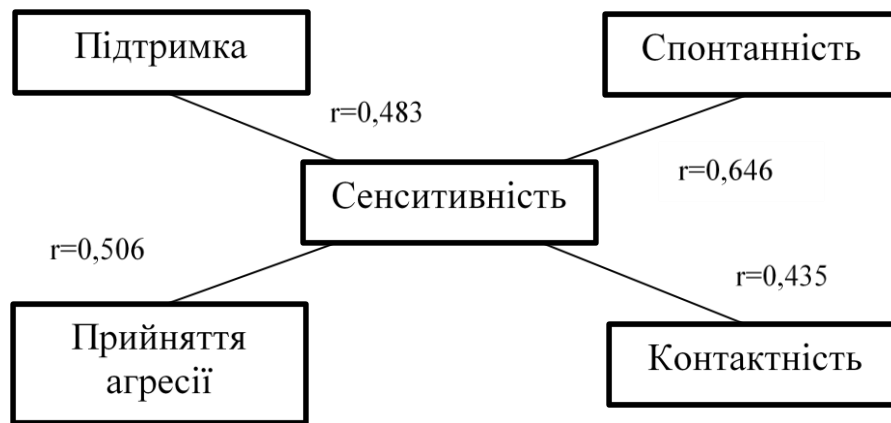 Підтримка
Спонтанність
r=0,483
r=0,646
Сенситивність
r=0,506
r=0,435
Прийняття
агресії
Контактність